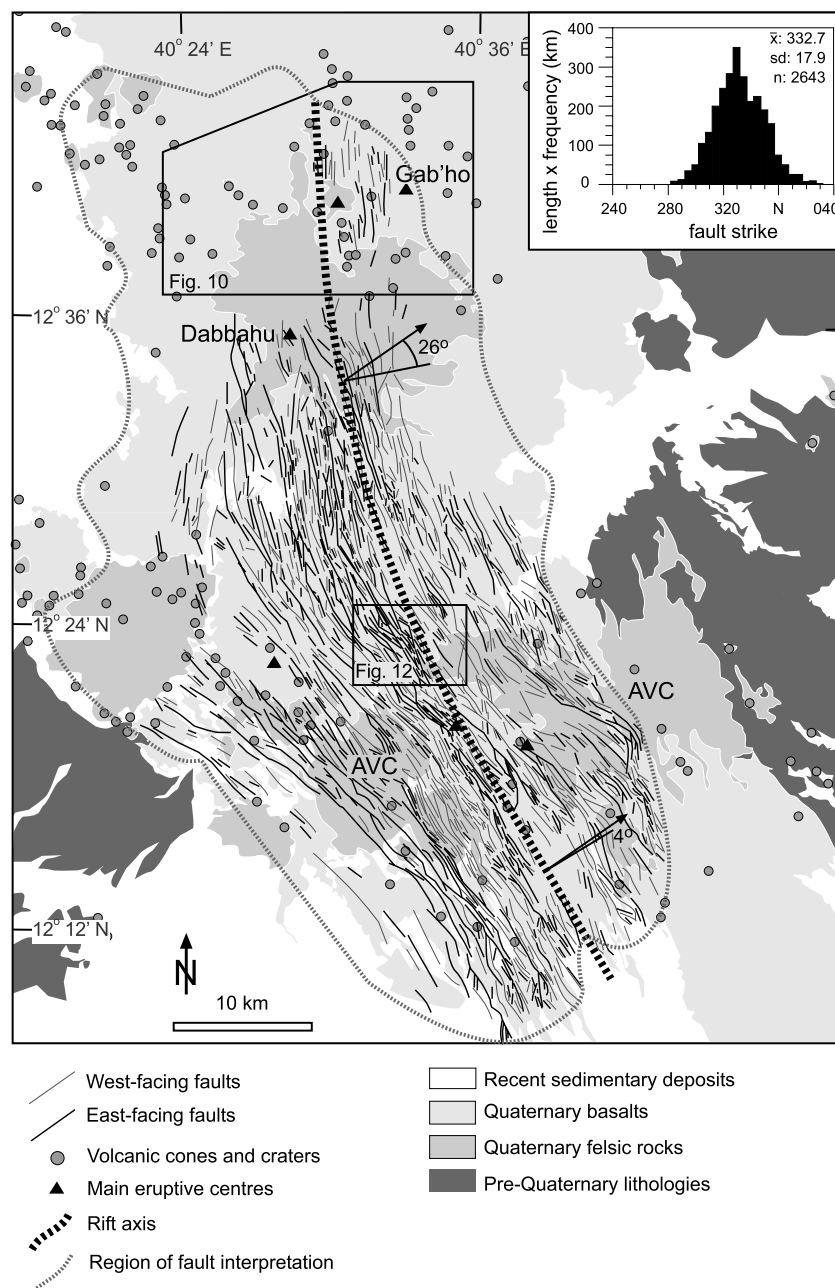 40° 24’ E
40° 36’ E
400
300
200
100
0
length x frequency (km)
x̅: 332.7
sd: 17.9
n: 2643
240
280
320
N
040
fault strike
Gab’ho
Fig. 10
12° 36’ N
Dabbahu
26°
12° 24’ N
Fig. 12
AVC
AVC
4°
12° 12’ N
N
10 km
West-facing faults
East-facing faults
Volcanic cones and craters
Main eruptive centres
Rift axis
Region of fault interpretation
Recent sedimentary deposits
Quaternary basalts
Quaternary felsic rocks
Pre-Quaternary lithologies